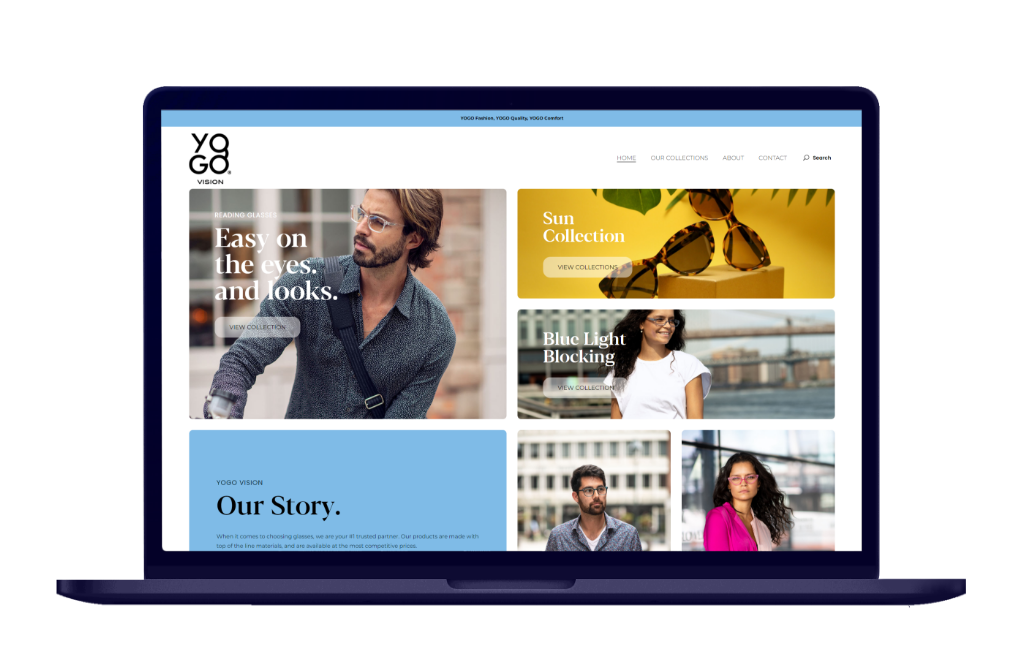 YOGO Fashion, YOGO Quality, YOGO Comfort
YO
GO®
VISION
HOME OUR COLLECTIONS ABOUT CONTACT Search
READING GLASSES
Easy on
the eyes.
and looks.
VIEW COLLECTION
Sun
Collection
VIEW COLLECTIONS
Blue Light
Blocking
VIEW COLLECTION
YOGO VISION
Our Story.
When it comes to choosing glasses, we are your #1 trusted partner. Our products are made with
top of the line materials, and are available at the most competitive prices.